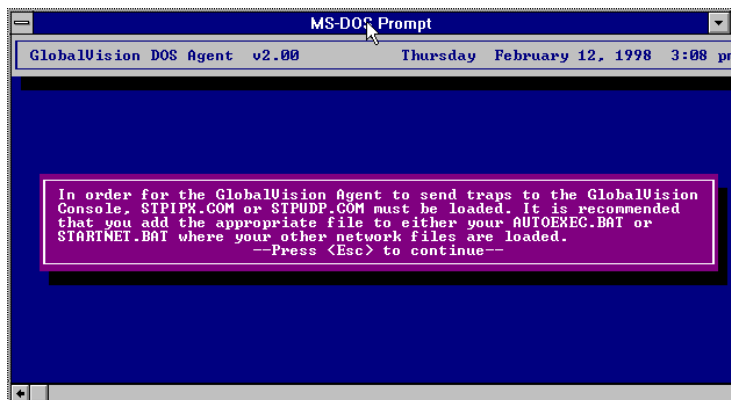 MS-DOS Prompt
GlobalVision DOS Agent v2.00 Thursday February 12, 1998 3:08
In order for the GlobalVision Agent to send traps to the GlobalVision
Console, STPIPX.COM or STPUDP.COM must be loaded. It is recommended
that you add the appropriate file to either your AUTOEXEC.BAT or
STARTNET.BAT where your other network files are loaded.
--Press <Esc> to continue--